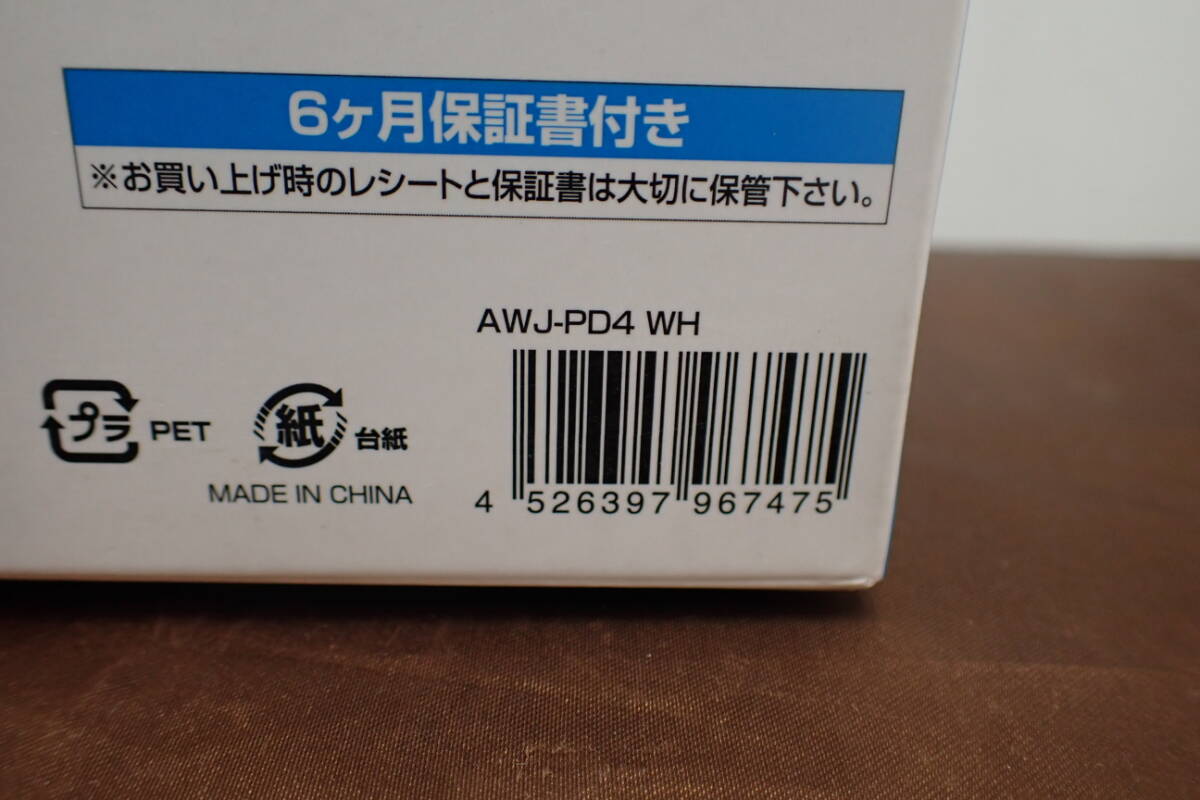 6ヶ月保証書付き
※お買い上げ時のレシートと保証書は大切に保管下さい。
AWJ-PD4 WH
プラ PET 紙 台紙
MADE IN CHINA
4 526397 967475